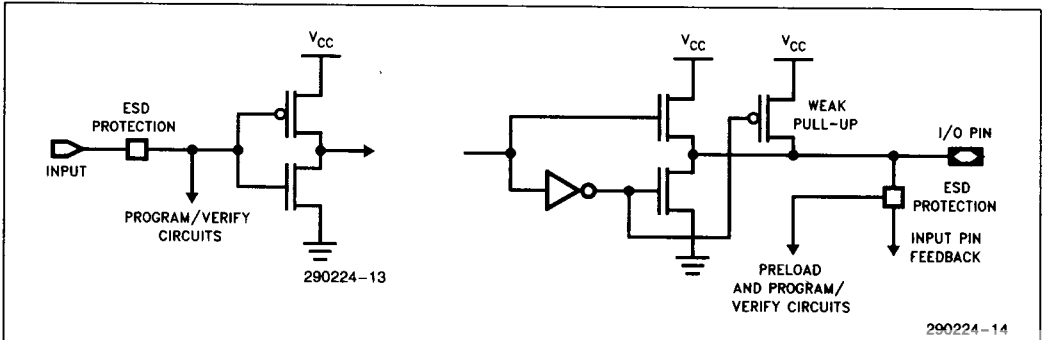 VCC
ESD
PROTECTION
INPUT
PROGRAM/VERIFY
CIRCUITS
290224-13
VCC
VCC
WEAK
PULL-UP
I/O PIN
ESD
PROTECTION
INPUT PIN
FEEDBACK
PRELOAD
AND PROGRAM/
VERIFY CIRCUITS
290224-14